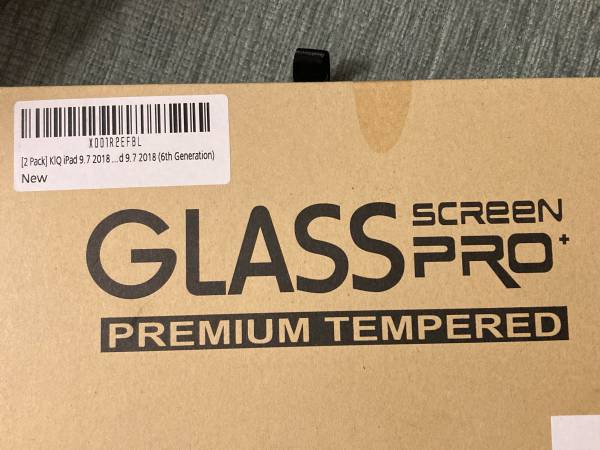 X001R2EFBL
[2 Pack] KIQ iPad 9.7 2018 ...d 9.7 2018 (6th Generation)
New
GLASS SCREEN PRO+
PREMIUM TEMPERED